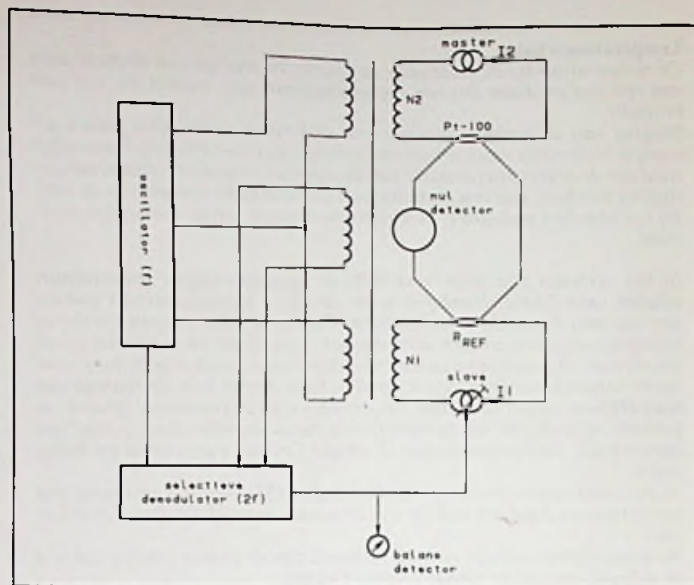 master
I2
N2
Pt-100
oscillator (f)
nul
detector
R REF
N1
slave
I1
selectieve
demodulator (2f)
balans
detector